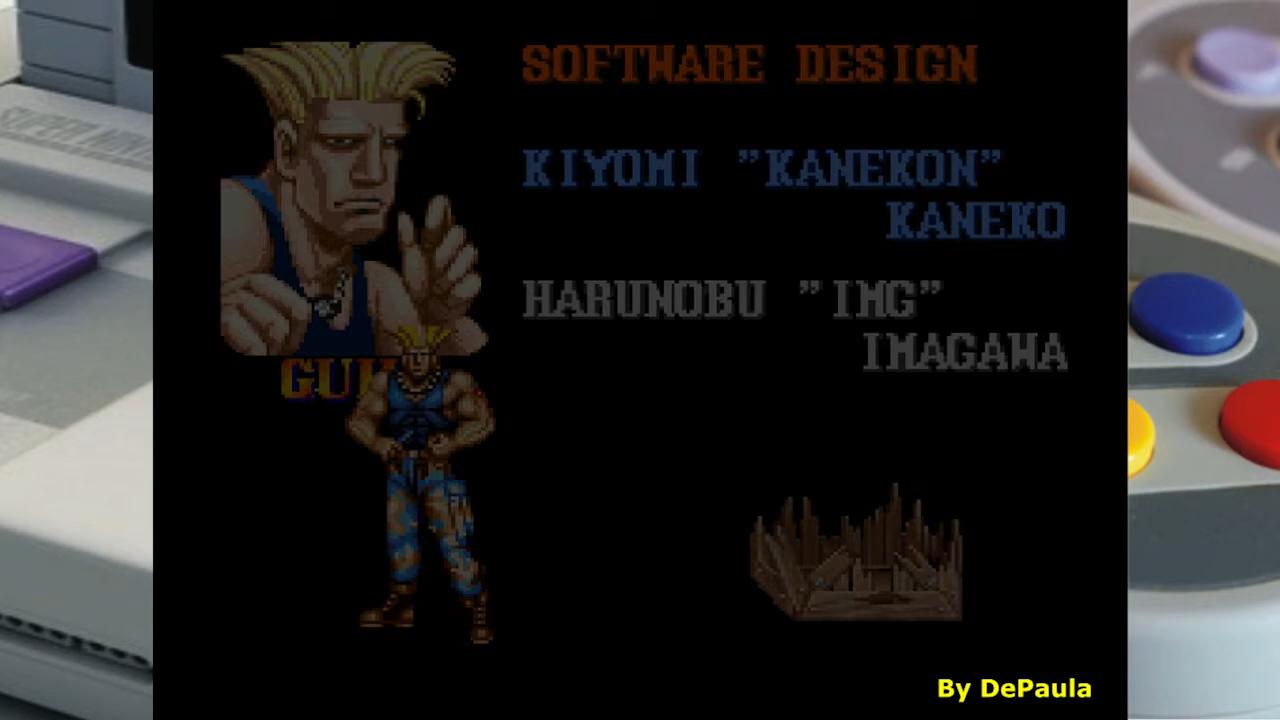 SOFTWARE DESIGN
KIYOMI "KANEKON"
KANEKO
HARUNOBU "IMG"
IMAGAWA
By DePaula